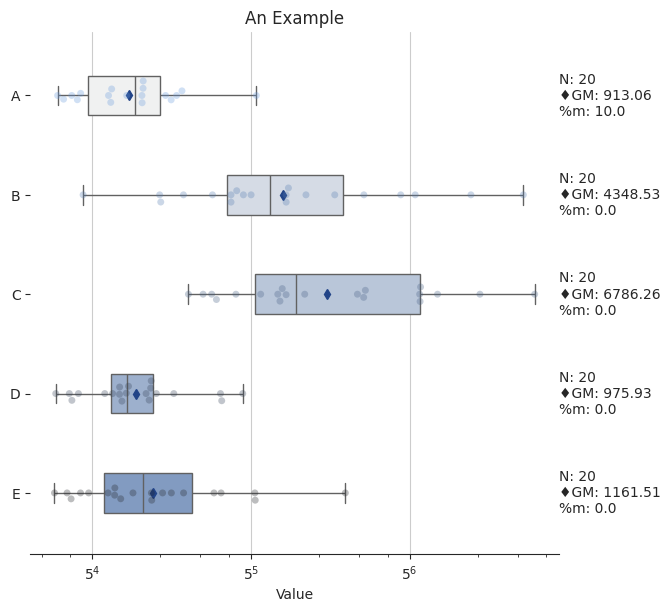 An Example
A
N: 20
♦GM: 913.06
%m: 10.0
B
N: 20
♦GM: 4348.53
%m: 0.0
C
N: 20
♦GM: 6786.26
%m: 0.0
D
N: 20
♦GM: 975.93
%m: 0.0
E
N: 20
♦GM: 1161.51
%m: 0.0
5⁴ 5⁵ 5⁶
Value